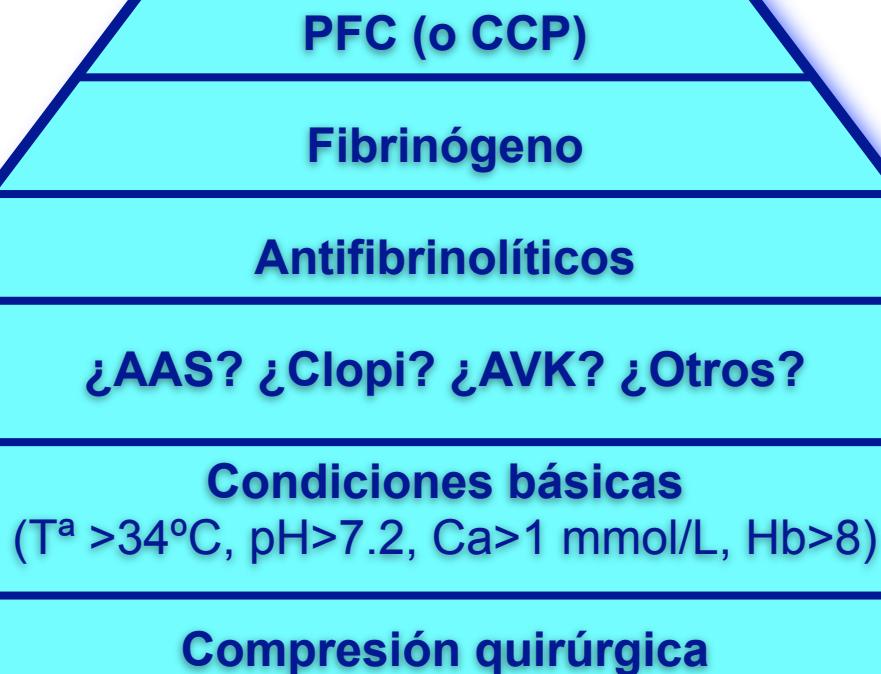 PFC (o CCP)
Fibrinógeno
Antifibrinolíticos
¿AAS? ¿Clopi? ¿AVK? ¿Otros?
Condiciones básicas
(Tª >34ºC, pH>7.2, Ca>1 mmol/L, Hb>8)
Compresión quirúrgica